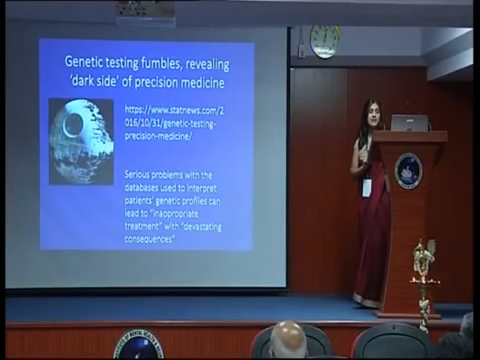 Genetic testing fumbles, revealing
'dark side' of precision medicine
https://www.statnews.com/2
016/10/31/genetic-testing-
precision-medicine/
Serious problems with the
databases used to interpret
patients' genetic profiles can
lead to "inappropriate
treatment" with "devastating
consequences"